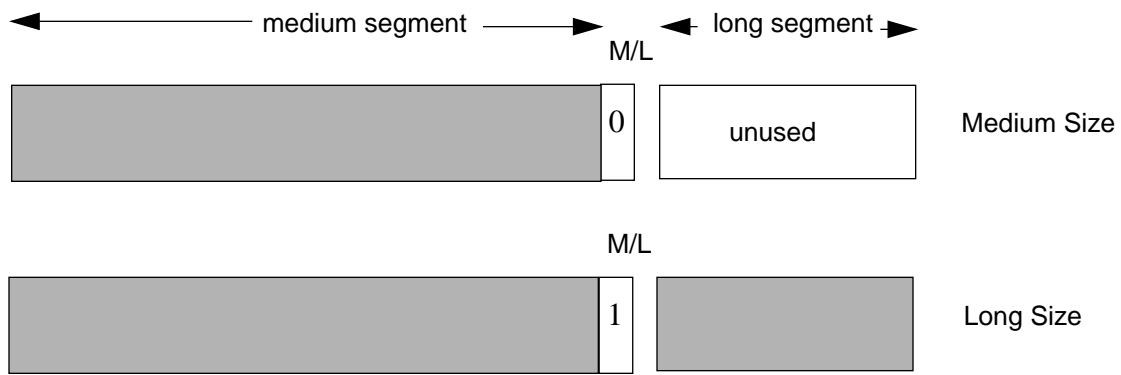 medium segment long segment
M/L
0 unused Medium Size
M/L
1 Long Size